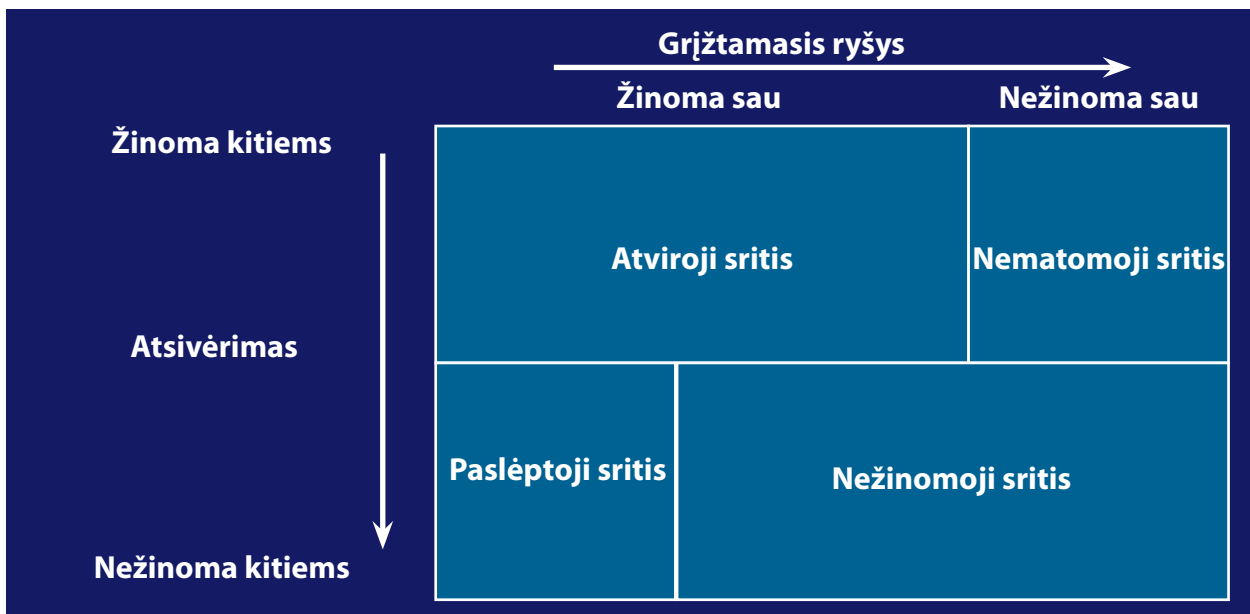 Grįžtamasis ryšys
Žinoma sau
Nežinoma sau
Žinoma kitiems
Atviroji sritis
Nematomoji sritis
Atsivėrimas
Paslėptoji sritis
Nežinomoji sritis
Nežinoma kitiems